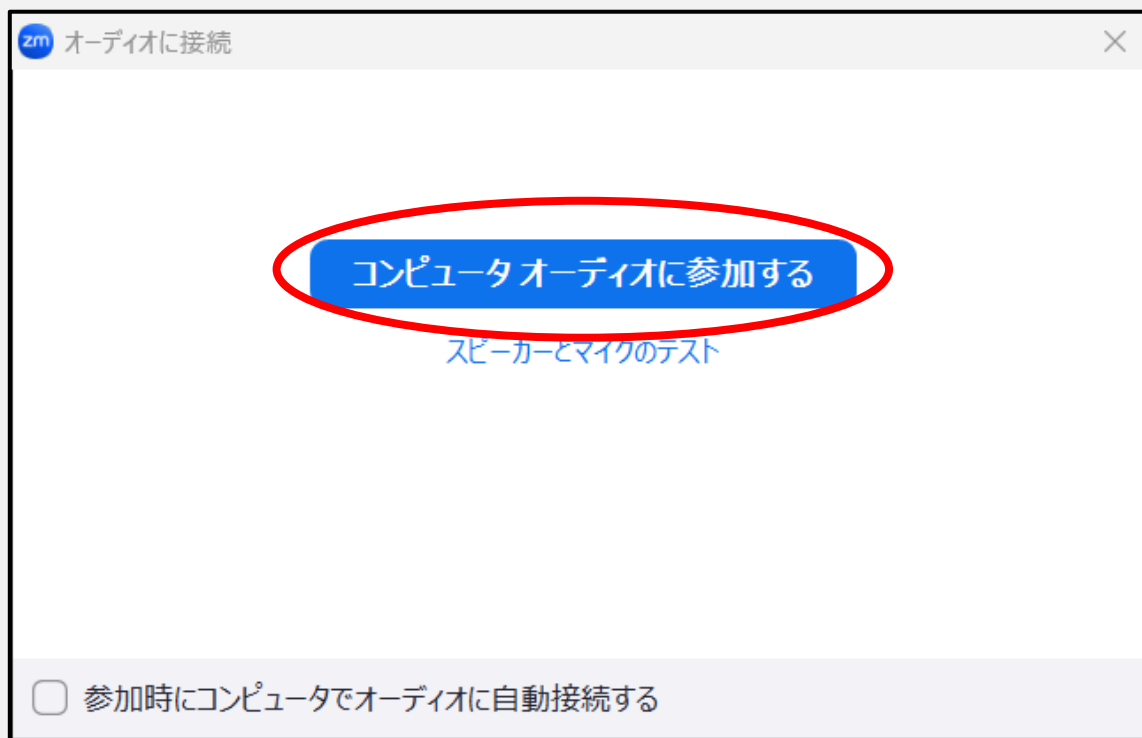 zm オーディオに接続
コンピュータ オーディオに参加する
スピーカーとマイクのテスト
参加時にコンピュータでオーディオに自動接続する